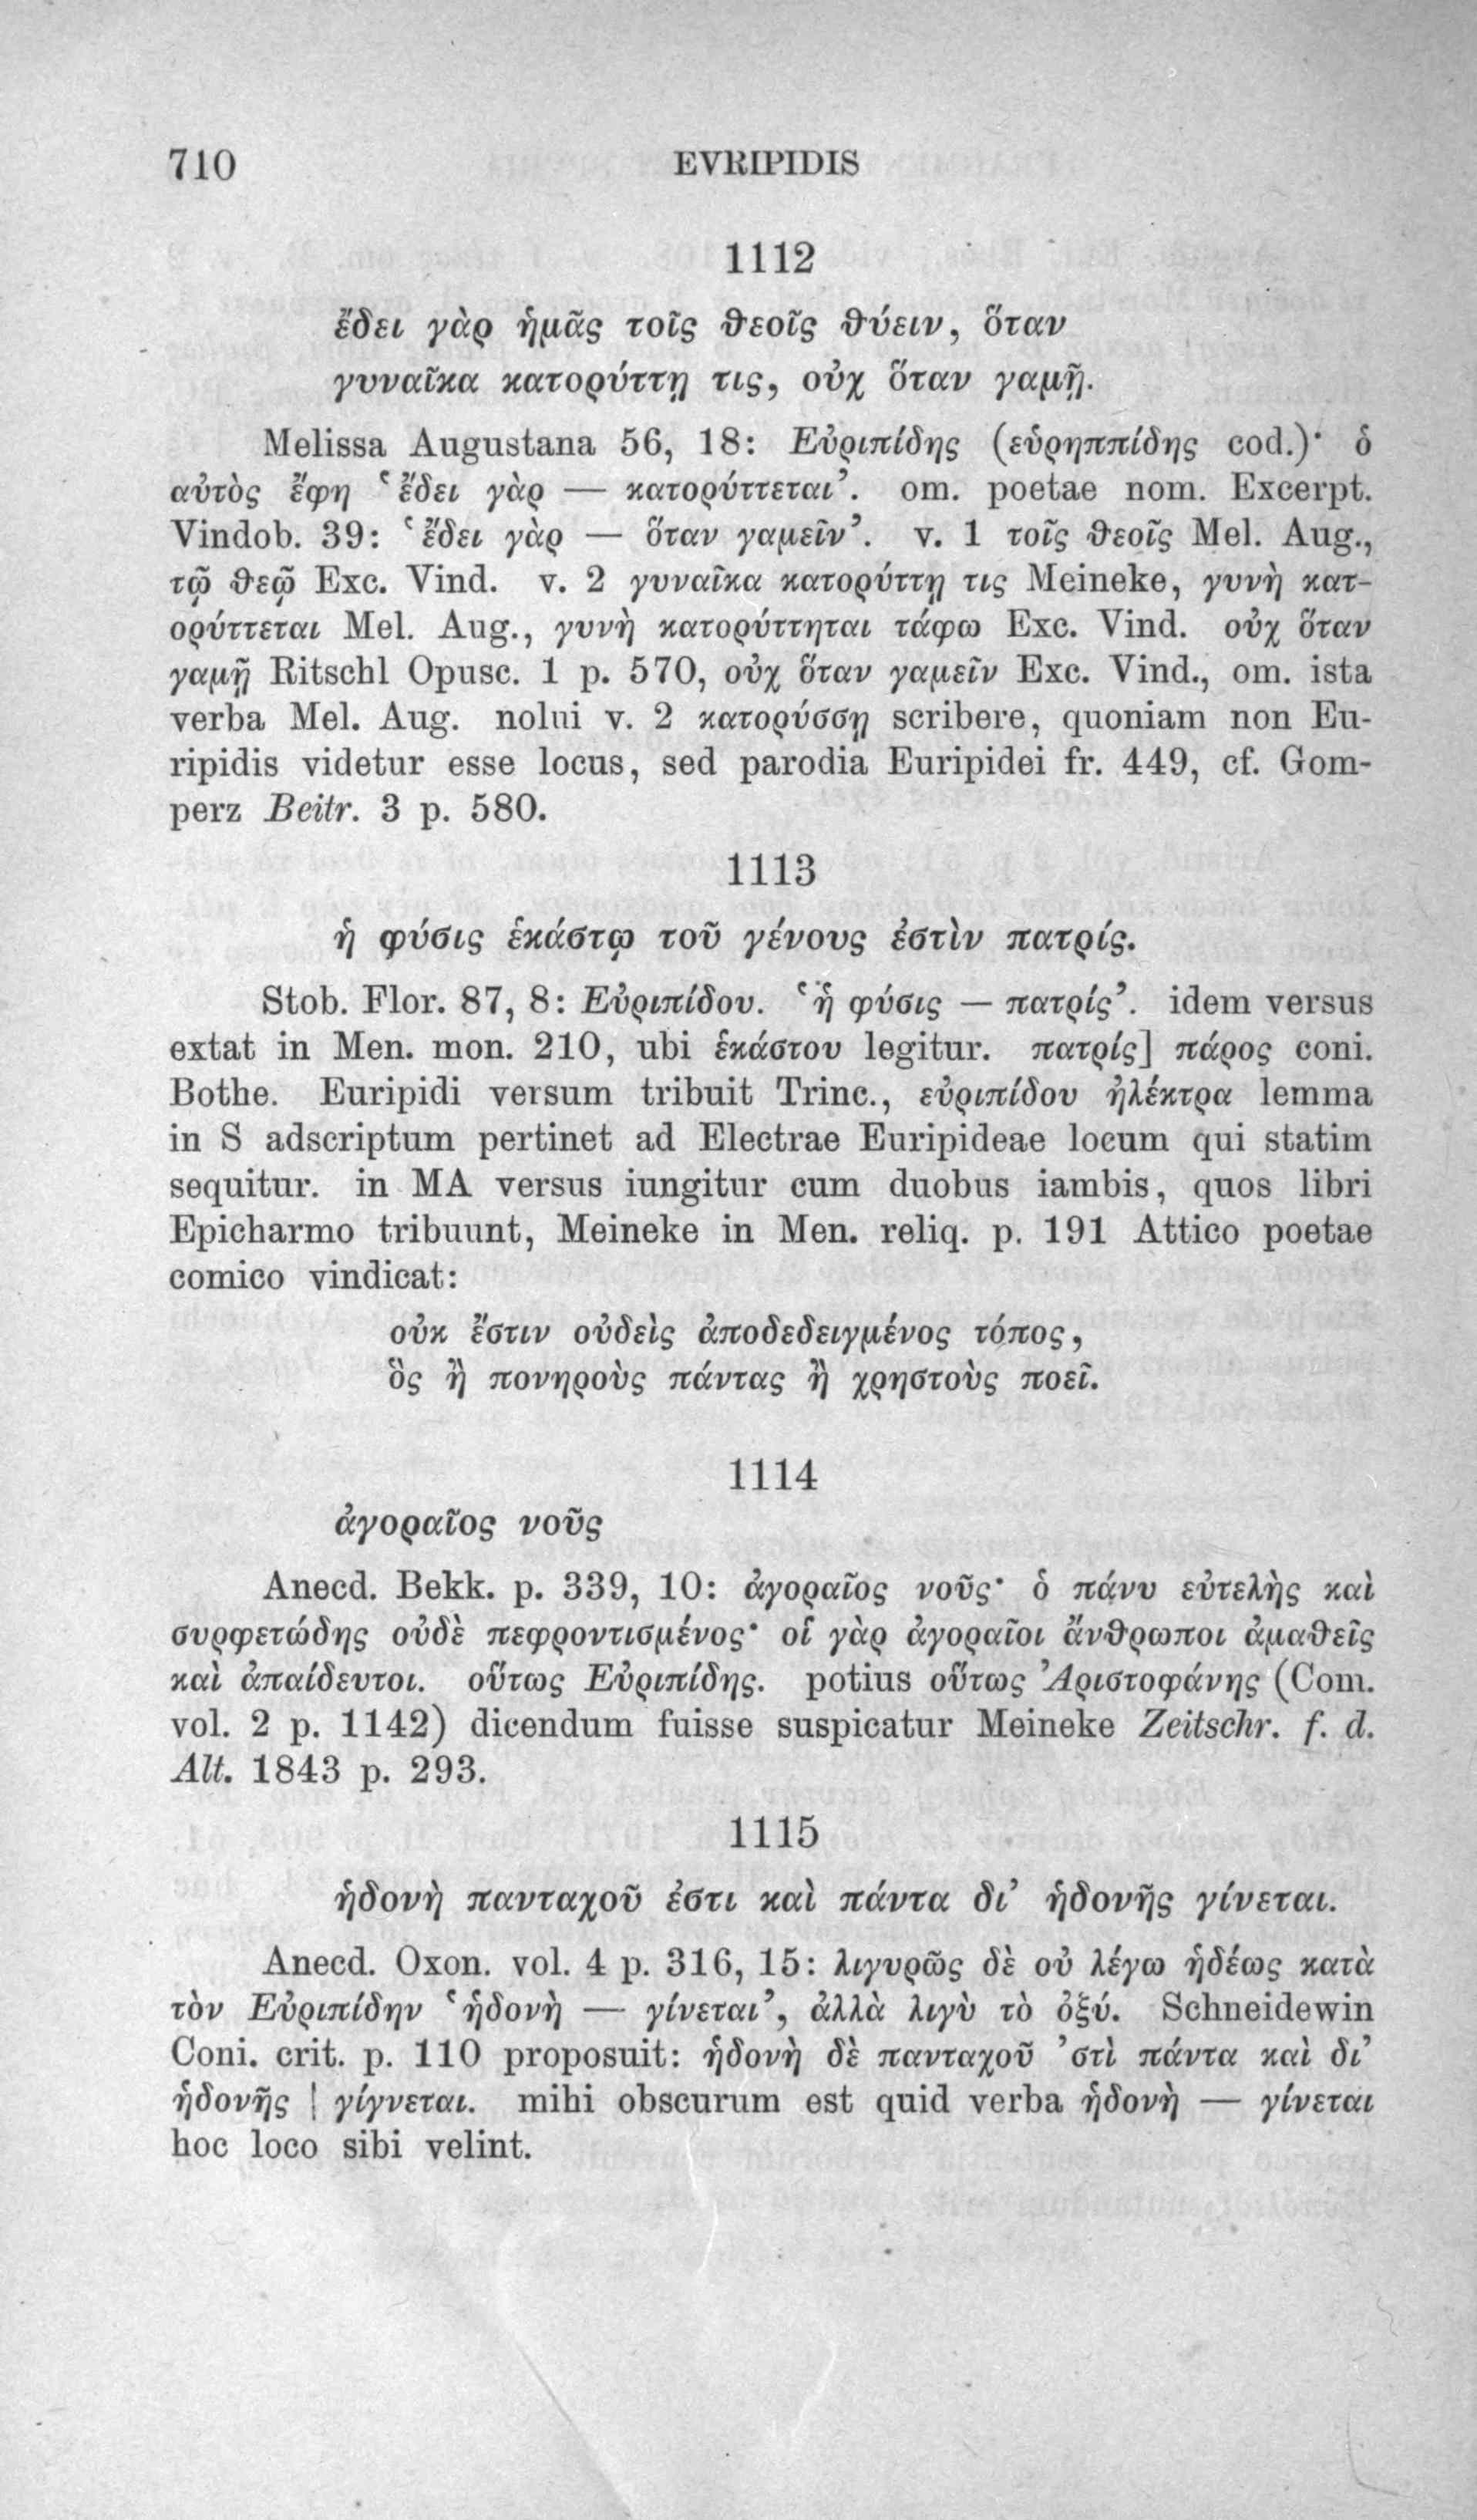 710 EVRIPIDIS
1112
ἔδει γὰρ ἡμᾶς τοῖς θεοῖς θύειν, ὅταν
γυναῖκα κατορύττῃ τις, οὐχ ὅταν γαμῇ.
Melissa Augustana 56, 18: Εὐριπίδης (εὑρηππίδης cod.)· ὁ
αὐτὸς ἔφη ‘ἔδει γὰρ — κατορύττεται’. om. poetae nom. Excerpt.
Vindob. 39: ‘ἔδει γὰρ — ὅταν γαμεῖν’. v. 1 τοῖς θεοῖς Mel. Aug.,
τῷ θεῷ Exc. Vind. v. 2 γυναῖκα κατορύττῃ τις Meineke, γυνὴ κατ-
ορύττεται Mel. Aug., γυνὴ κατορύττηται τάφω Exc. Vind. οὐχ ὅταν
γαμῇ Ritschl Opusc. 1 p. 570, οὐχ ὅταν γαμεῖν Exc. Vind., om. ista
verba Mel. Aug. nolui v. 2 κατορύσσῃ scribere, quoniam non Eu-
ripidis videtur esse locus, sed parodia Euripidei fr. 449, cf. Gom-
perz Beitr. 3 p. 580.
1113
ἡ φύσις ἑκάστῳ τοῦ γένους ἐστὶν πατρίς.
Stob. Flor. 87, 8: Εὐριπίδου. ‘ἡ φύσις — πατρίς’. idem versus
extat in Men. mon. 210, ubi ἑκάστου legitur. πατρίς] πάρος coni.
Bothe. Euripidi versum tribuit Trinc., εὐριπίδου ἠλέκτρα lemma
in S adscriptum pertinet ad Electrae Euripideae locum qui statim
sequitur. in MA versus iungitur cum duobus iambis, quos libri
Epicharmo tribuunt, Meineke in Men. reliq. p. 191 Attico poetae
comico vindicat:
οὐκ ἔστιν οὐδεὶς ἀποδεδειγμένος τόπος,
ὃς ἢ πονηροὺς πάντας ἢ χρηστοὺς ποεῖ.
1114
ἀγοραῖος νοῦς
Anecd. Bekk. p. 339, 10: ἀγοραῖος νοῦς· ὁ πάνυ εὐτελὴς καὶ
συρφετώδης οὐδὲ πεφροντισμένος· οἱ γὰρ ἀγοραῖοι ἄνθρωποι ἀμαθεῖς
καὶ ἀπαίδευτοι. οὕτως Εὐριπίδης. potius οὕτως Ἀριστοφάνης (Com.
vol. 2 p. 1142) dicendum fuisse suspicatur Meineke Zeitschr. f. d.
Alt. 1843 p. 293.
1115
ἡδονὴ πανταχοῦ ἐστι καὶ πάντα δι’ ἡδονῆς γίνεται.
Anecd. Oxon. vol. 4 p. 316, 15: λιγυρῶς δὲ οὐ λέγω ἡδέως κατὰ
τὸν Εὐριπίδην ‘ἡδονὴ — γίνεται’, ἀλλὰ λιγὺ τὸ ὀξύ. Schneidewin
Coni. crit. p. 110 proposuit: ἡδονὴ δὲ πανταχοῦ ’στὶ πάντα καὶ δι’
ἡδονῆς | γίγνεται. mihi obscurum est quid verba ἡδονὴ — γίνεται
hoc loco sibi velint.